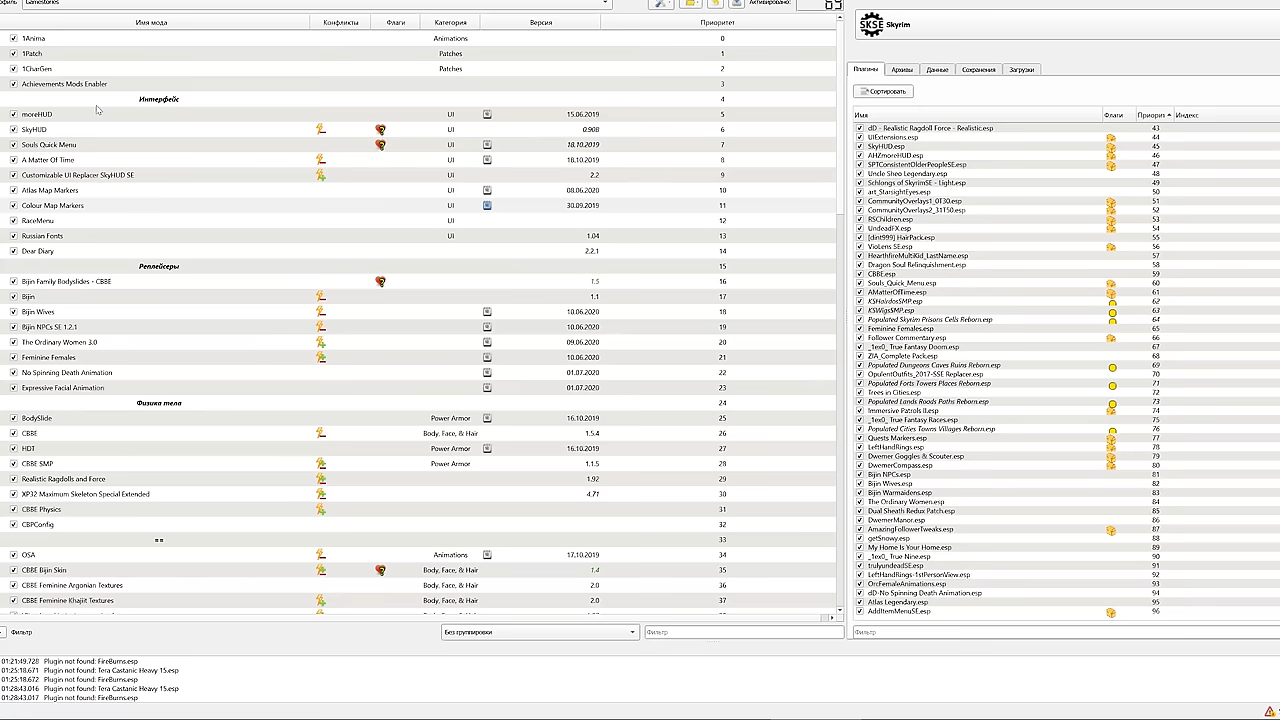 Gamestories
Активировано:
Имя мода Конфликты Флаги Категория Версия Приоритет
1Anima Animations 0
1Patch Patches 1
1CharGen Patches 2
Achievements Mods Enabler 3
Интерфейс 4
moreHUD UI 15.06.2019 5
SkyHUD UI 0.908 6
Souls Quick Menu UI 18.10.2019 7
A Matter Of Time UI 18.10.2019 8
Customizable UI Replacer SkyHUD SE UI 2.2 9
Atlas Map Markers UI 08.06.2020 10
Colour Map Markers UI 30.09.2019 11
RaceMenu UI 12
Russian Fonts UI 1.04 13
Dear Diary 2.2.1 14
Реплейсеры 15
Bijin Family Bodyslides - CBBE 1.5 16
Bijin 1.1 17
Bijin Wives 10.06.2020 18
Bijin NPCs SE 1.2.1 10.06.2020 19
The Ordinary Women 3.0 09.06.2020 20
Feminine Females 10.06.2020 21
No Spinning Death Animation 01.07.2020 22
Expressive Facial Animation 01.07.2020 23
Физика тела 24
BodySlide Power Armor 16.10.2019 25
CBBE Body, Face, & Hair 1.5.4 26
HDT Power Armor 16.10.2019 27
CBBE SMP Power Armor 1.1.5 28
Realistic Ragdolls and Force 1.92 29
XP32 Maximum Skeleton Special Extended 4.71 30
CBBE Physics 31
CBPConfig 32
== 33
OSA Animations 17.10.2019 34
CBBE Bijin Skin Body, Face, & Hair 1.4 35
CBBE Feminine Argonian Textures Body, Face, & Hair 2.0 36
CBBE Feminine Khajiit Textures Body, Face, & Hair 2.0 37
Фильтр Без группировки Фильтр
SKSE Skyrim
Плагины Архивы Данные Сохранения Загрузки
Сортировать
Имя Флаги Приорит Индекс
dD - Realistic Ragdoll Force - Realistic.esp 43
UIExtensions.esp 44
SkyHUD.esp 45
AHZmoreHUD.esp 46
SPTConsistentOlderPeopleSE.esp 47
Uncle Sheo Legendary.esp 48
Schlongs of SkyrimSE - Light.esp 49
art_StarsightEyes.esp 50
CommunityOverlays1_0T30.esp 51
CommunityOverlays2_31T50.esp 52
RSChildren.esp 53
UndeadFX.esp 54
[dint999] HairPack.esp 55
VioLens SE.esp 56
HearthfireMultiKid_LastName.esp 57
Dragon Soul Relinquishment.esp 58
CBBE.esp 59
Souls_Quick_Menu.esp 60
AMatterOfTime.esp 61
KSHairdosSMP.esp 62
KSWigsSMP.esp 63
Populated Skyrim Prisons Cells Reborn.esp 64
Feminine Females.esp 65
Follower Commentary.esp 66
_1ex0_ True Fantasy Doom.esp 67
ZIA_Complete Pack.esp 68
Populated Dungeons Caves Ruins Reborn.esp 69
OpulentOutfits_2017-SSE Replacer.esp 70
Populated Forts Towers Places Reborn.esp 71
Trees in Cities.esp 72
Populated Lands Roads Paths Reborn.esp 73
Immersive Patrols II.esp 74
_1ex0_ True Fantasy Races.esp 75
Populated Cities Towns Villages Reborn.esp 76
Quests Markers.esp 77
LeftHandRings.esp 78
Dwemer Goggles & Scouter.esp 79
DwemerCompass.esp 80
Bijin NPCs.esp 81
Bijin Wives.esp 82
Bijin Warmaidens.esp 83
The Ordinary Women.esp 84
Dual Sheath Redux Patch.esp 85
DwemerManor.esp 86
AmazingFollowerTweaks.esp 87
getSnowy.esp 88
My Home Is Your Home.esp 89
_1ex0_ True Nine.esp 90
trulyundeadSE.esp 91
LeftHandRings-1stPersonView.esp 92
OrcFemaleAnimations.esp 93
dD-No Spinning Death Animation.esp 94
Atlas Legendary.esp 95
AddItemMenuSE.esp 96
Фильтр
01:21:49.728 Plugin not found: FireBurns.esp
01:25:18.671 Plugin not found: Tera Castanic Heavy 15.esp
01:25:18.672 Plugin not found: FireBurns.esp
01:28:43.016 Plugin not found: Tera Castanic Heavy 15.esp
01:28:43.017 Plugin not found: FireBurns.esp